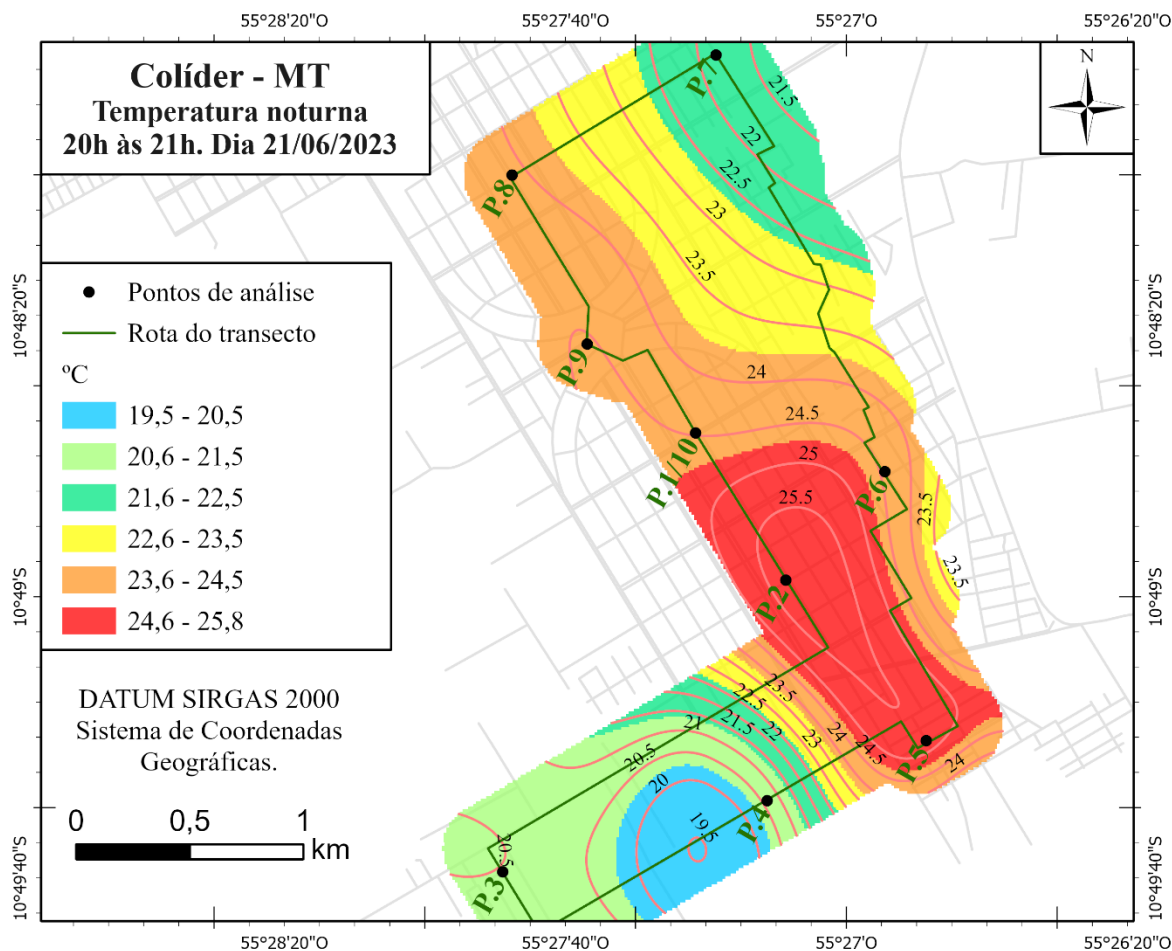 55°28'20"O 55°27'40"O 55°27'O 55°26'20"O
Colíder - MT
Temperatura noturna
20h às 21h. Dia 21/06/2023
N
P.7
21.5
22
22.5
23
23.5
P.8
10°48'20"S 10°48'20"S
Pontos de análise
Rota do transecto
ºC
19,5 - 20,5
20,6 - 21,5
21,6 - 22,5
22,6 - 23,5
23,6 - 24,5
24,6 - 25,8
P.9
24
24.5
P.1/10
25
25.5
P.6
23.5
23.5
P.2
10°49'S 10°49'S
DATUM SIRGAS 2000
Sistema de Coordenadas
Geográficas.
0 0,5 1
km
23.5
22.5
21.5
21
22
23
24
24.5
20.5
20
19.5
P.5
24
P.4
20.5
P.3
10°49'40"S 10°49'40"S
55°28'20"O 55°27'40"O 55°27'O 55°26'20"O